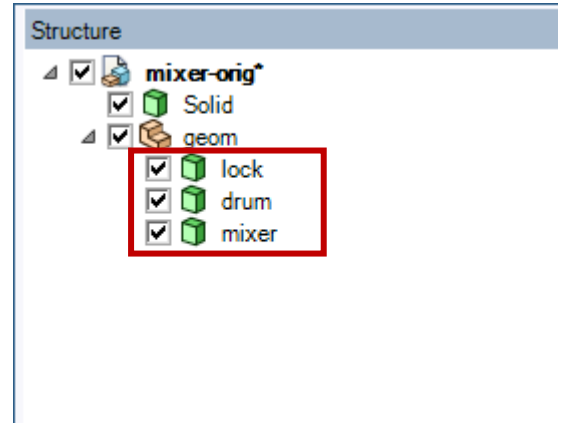 Structure
mixer-orig*
Solid
geom
lock
drum
mixer